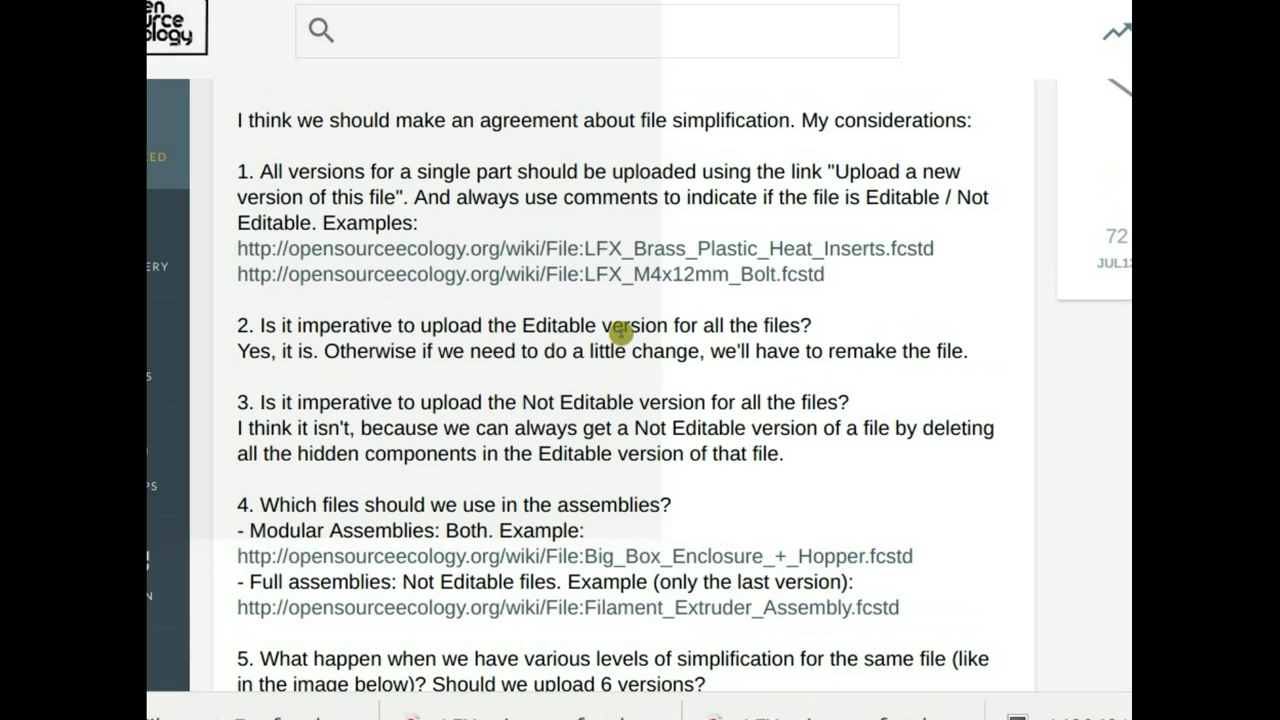 en
urce
ology
I think we should make an agreement about file simplification. My considerations:
1. All versions for a single part should be uploaded using the link "Upload a new
version of this file". And always use comments to indicate if the file is Editable / Not
Editable. Examples:
http://opensourceecology.org/wiki/File:LFX_Brass_Plastic_Heat_Inserts.fcstd
http://opensourceecology.org/wiki/File:LFX_M4x12mm_Bolt.fcstd
2. Is it imperative to upload the Editable version for all the files?
Yes, it is. Otherwise if we need to do a little change, we'll have to remake the file.
3. Is it imperative to upload the Not Editable version for all the files?
I think it isn't, because we can always get a Not Editable version of a file by deleting
all the hidden components in the Editable version of that file.
4. Which files should we use in the assemblies?
- Modular Assemblies: Both. Example:
http://opensourceecology.org/wiki/File:Big_Box_Enclosure_+_Hopper.fcstd
- Full assemblies: Not Editable files. Example (only the last version):
http://opensourceecology.org/wiki/File:Filament_Extruder_Assembly.fcstd
5. What happen when we have various levels of simplification for the same file (like
in the image below)? Should we upload 6 versions?
ED
ERY
S
PS
N
72